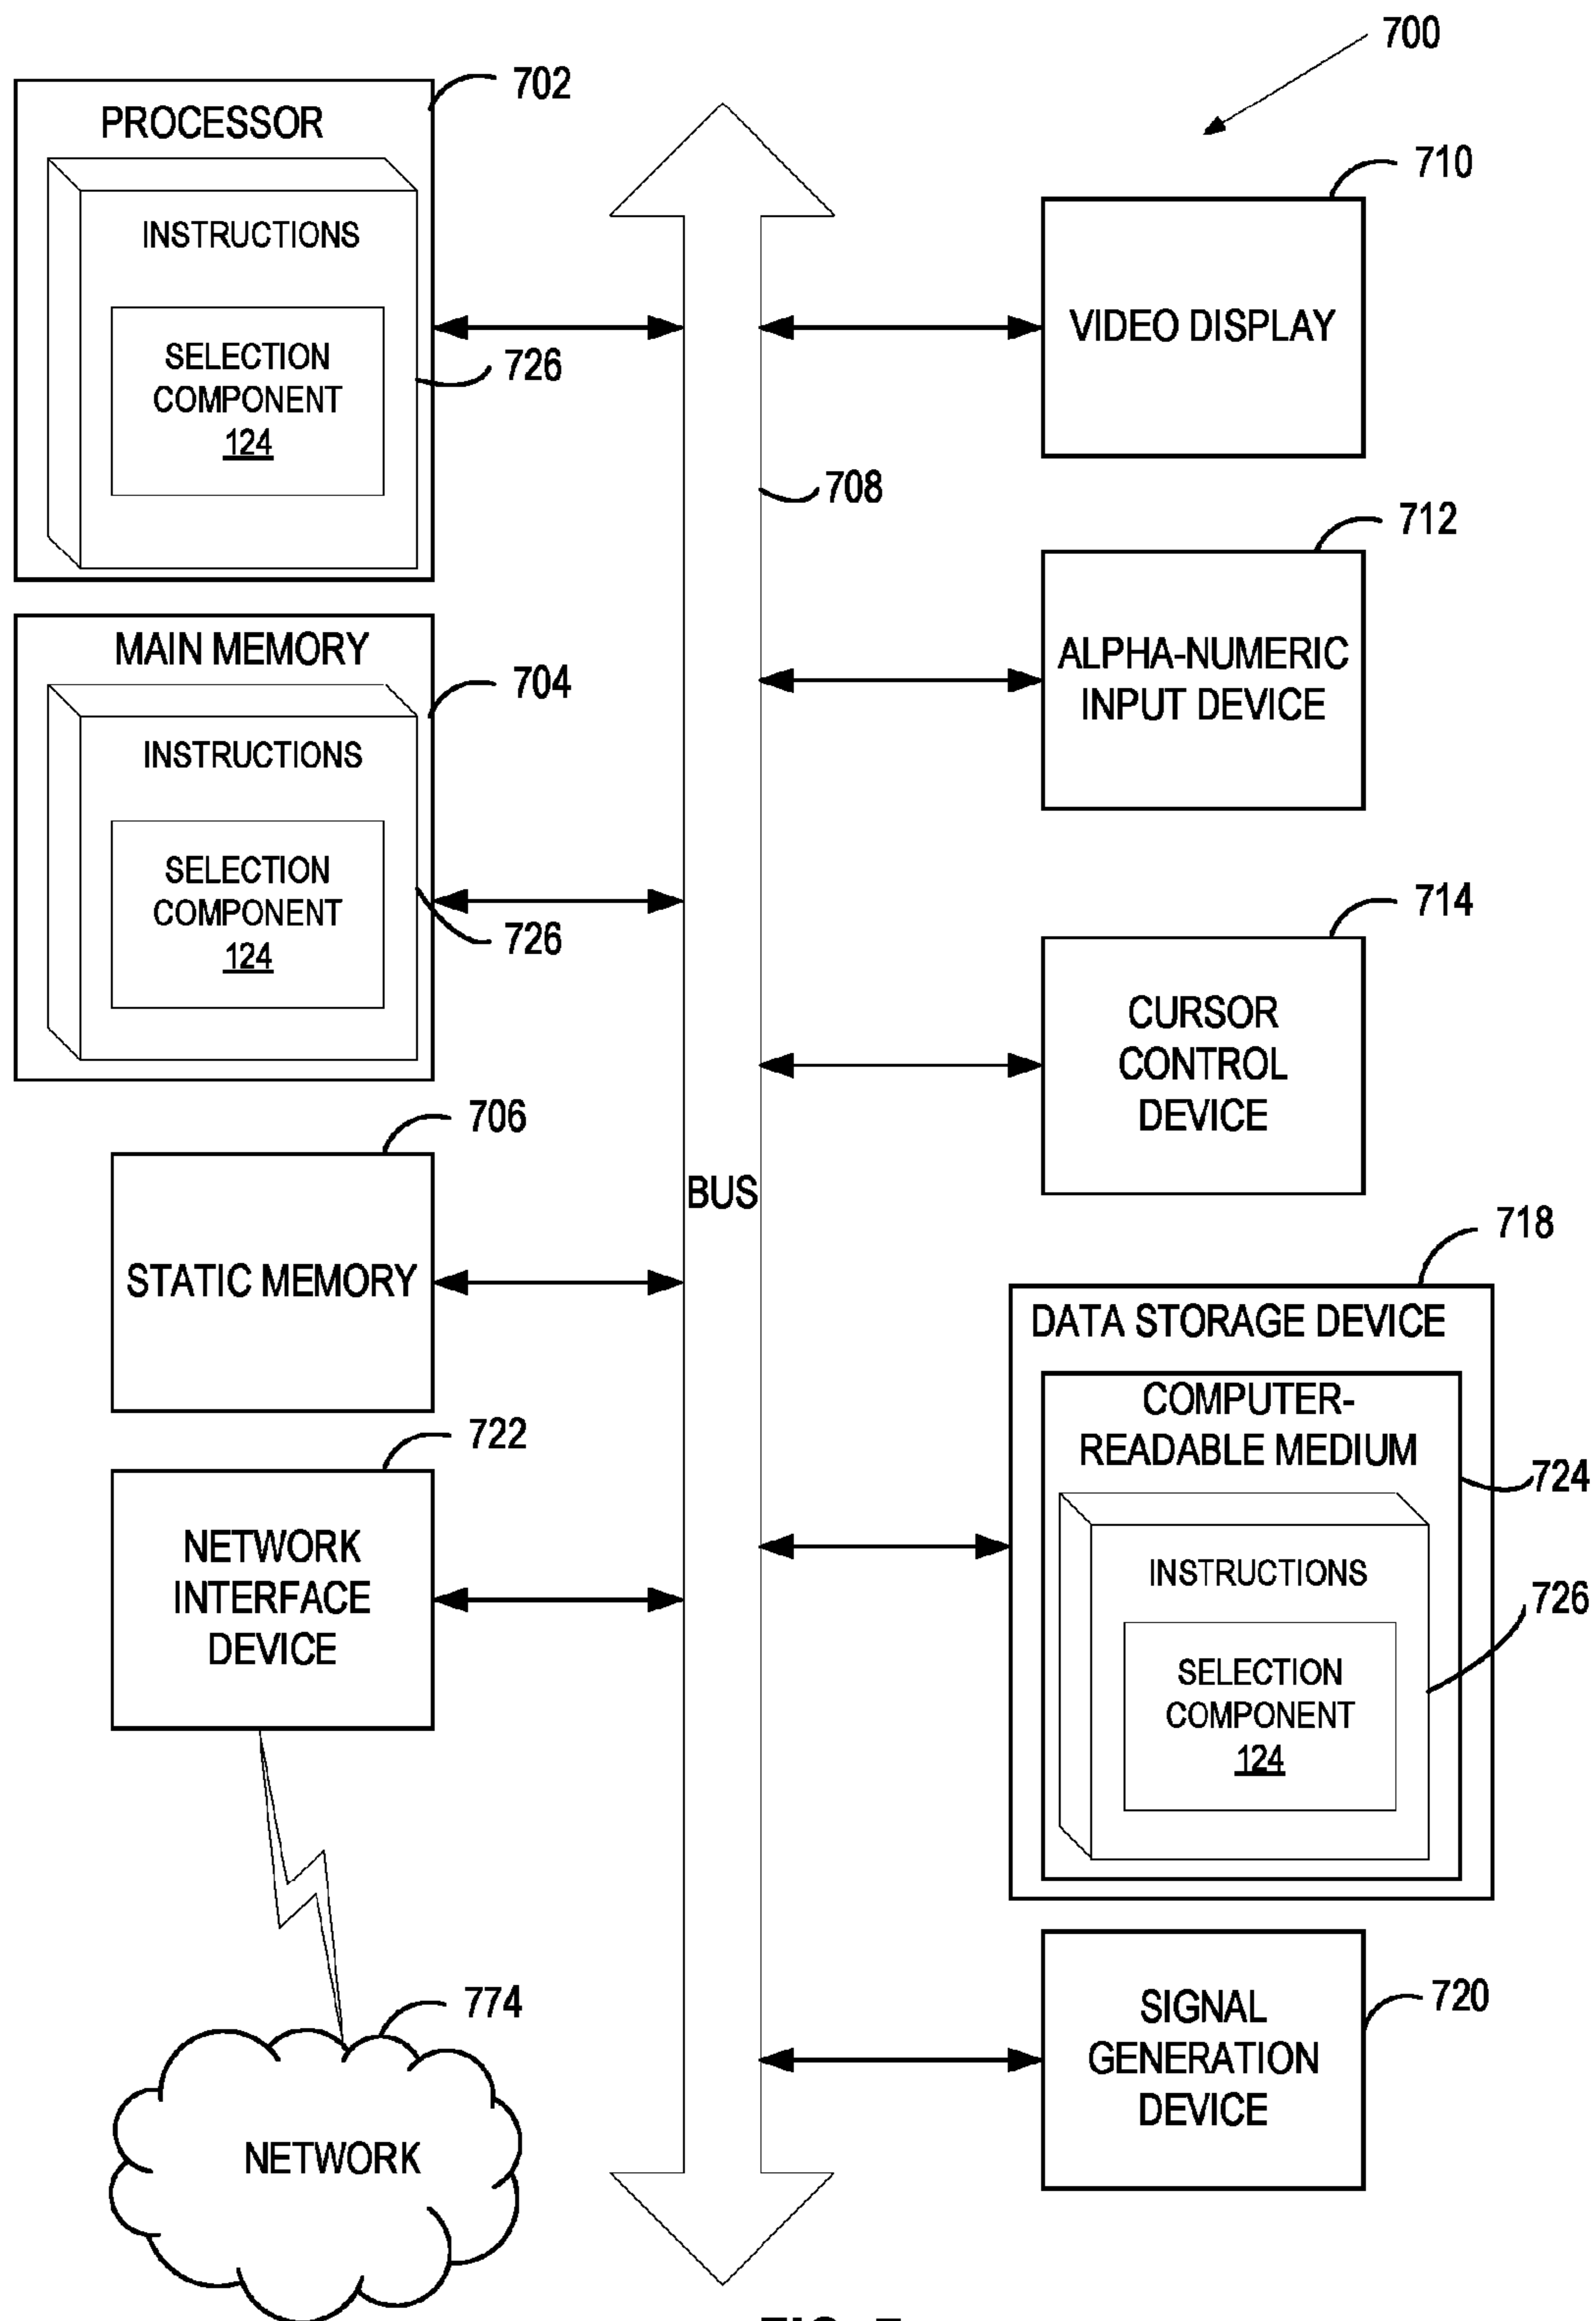 700
702
PROCESSOR
INSTRUCTIONS
SELECTION
COMPONENT
124
726
MAIN MEMORY
704
INSTRUCTIONS
SELECTION
COMPONENT
124
726
706
STATIC MEMORY
722
NETWORK
INTERFACE
DEVICE
774
NETWORK
BUS
708
710
VIDEO DISPLAY
712
ALPHA-NUMERIC
INPUT DEVICE
714
CURSOR
CONTROL
DEVICE
718
DATA STORAGE DEVICE
COMPUTER-
READABLE MEDIUM
724
INSTRUCTIONS
726
SELECTION
COMPONENT
124
SIGNAL
GENERATION
DEVICE
720